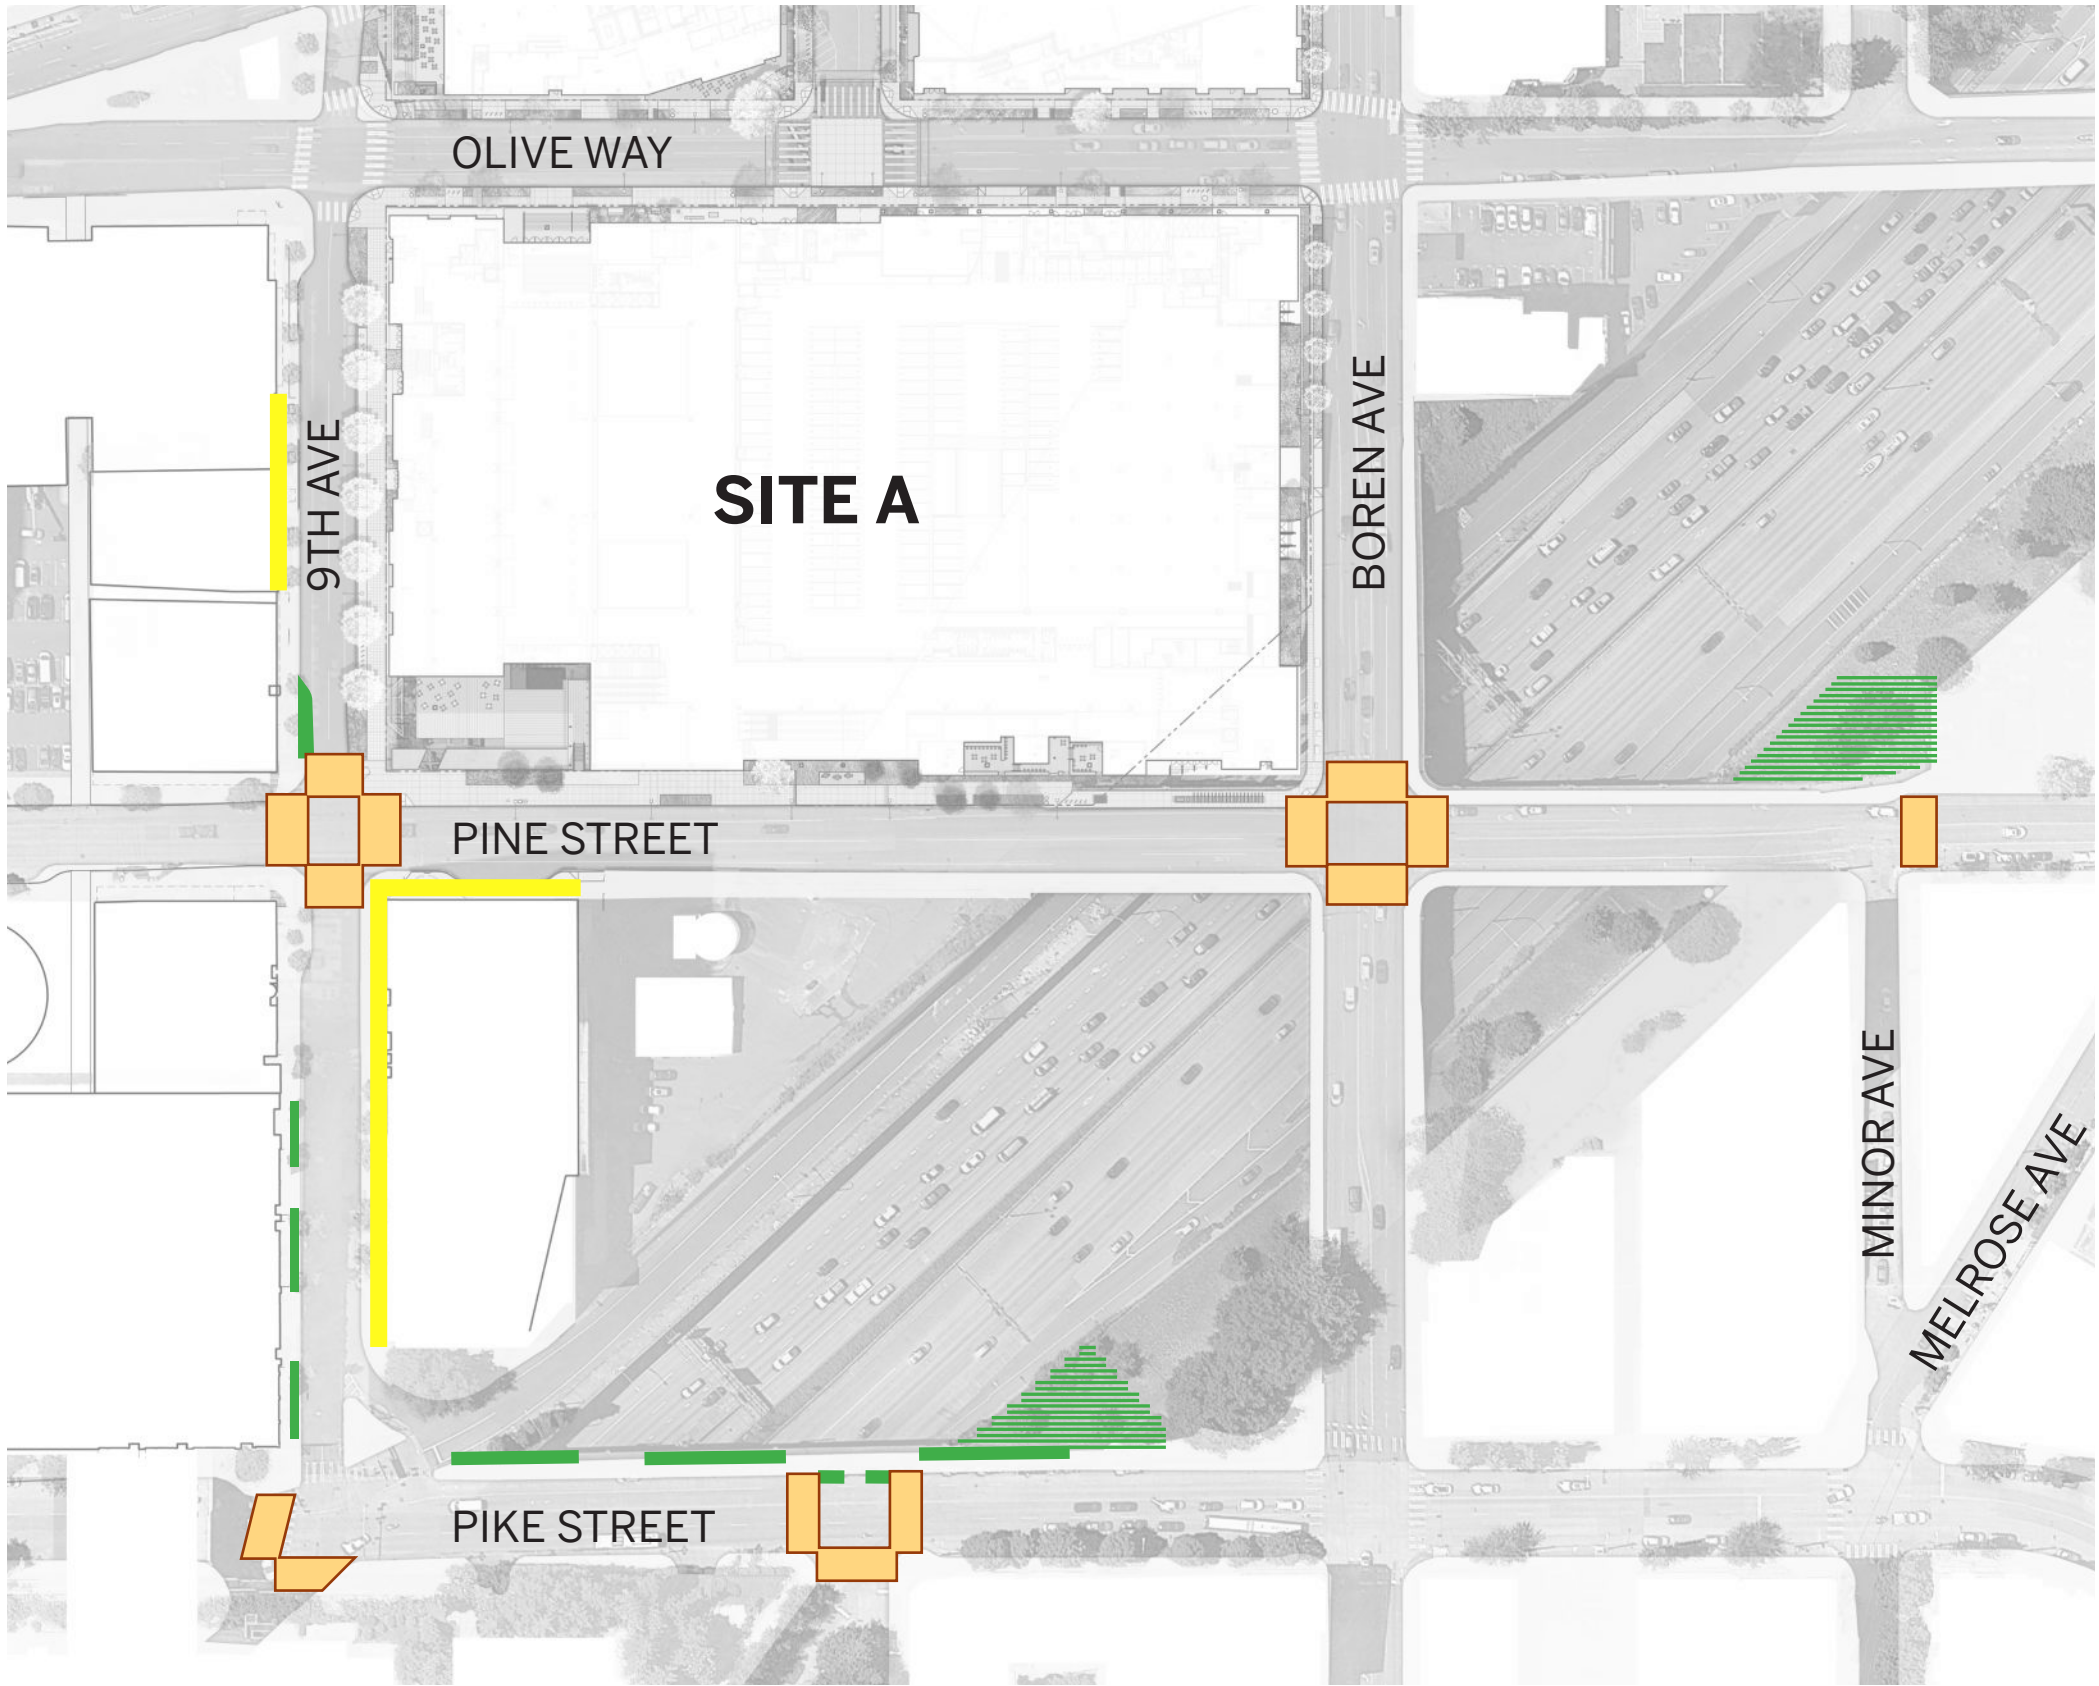 OLIVE WAY
9TH AVE
SITE A
BOREN AVE
PINE STREET
MINOR AVE
MELROSE AVE
PIKE STREET